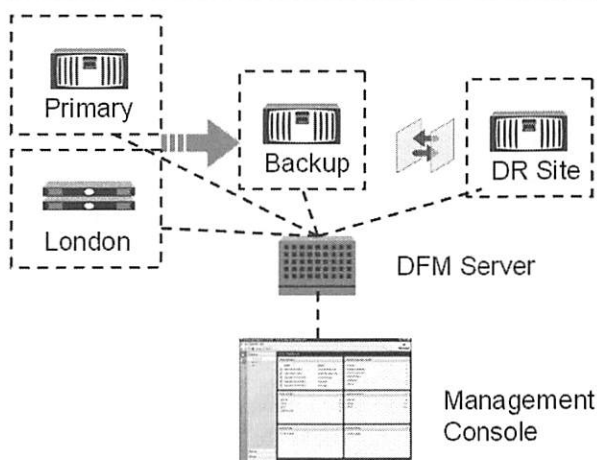 Primary
London
Backup
DR Site
DFM Server
Management
Console